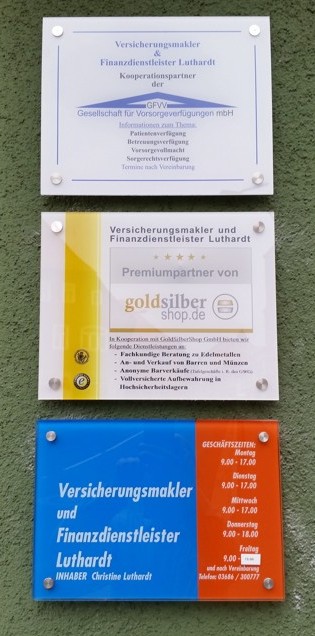 Versicherungsmakler
&
Finanzdienstleister Luthardt
Kooperationspartner
der
GFVV
Gesellschaft für Vorsorgeverfügungen mbH
Informationen zum Thema:
Patientenverfügung
Betreuungsverfügung
Vorsorgevollmacht
Sorgerechtsverfügung
Termine nach Vereinbarung
Versicherungsmakler und
Finanzdienstleister Luthardt
Premiumpartner von
goldsilber
shop.de
In Kooperation mit GoldSilberShop GmbH bieten wir
folgende Dienstleistungen an:
- Fachkundige Beratung zu Edelmetallen
- An- und Verkauf von Barren und Münzen
- Anonyme Barverkäufe
- Vollversicherte Aufbewahrung in
Hochsicherheitslagern
Versicherungsmakler
und
Finanzdienstleister
Luthardt
INHABER Christine Luthardt
GESCHÄFTSZEITEN:
Montag
9.00 - 17.00
Dienstag
9.00 - 17.00
Mittwoch
9.00 - 17.00
Donnerstag
9.00 - 18.00
Freitag
9.00 -
und nach Vereinbarung
Telefon: 03686 / 300777